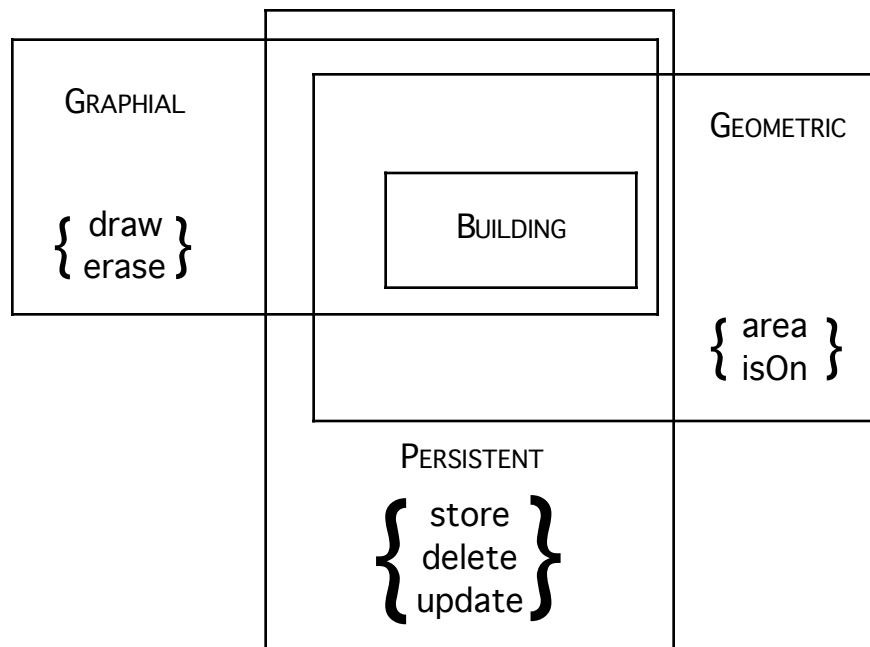 GRAPHIAL
{ draw
erase }
GEOMETRIC
BUILDING
{ area
isOn }
PERSISTENT
{ store
delete
update }